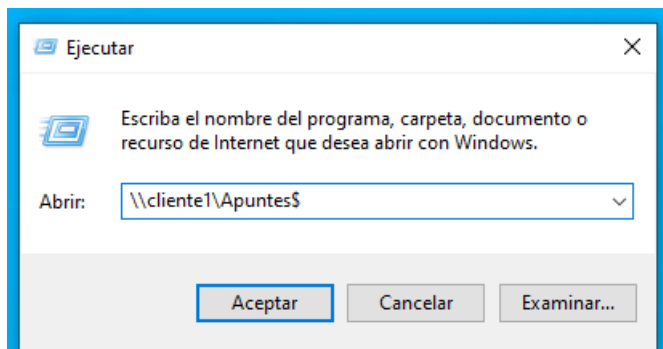 Ejecutar
Escriba el nombre del programa, carpeta, documento o
recurso de Internet que desea abrir con Windows.
Abrir:
\\cliente1\Apuntes$
Aceptar
Cancelar
Examinar...